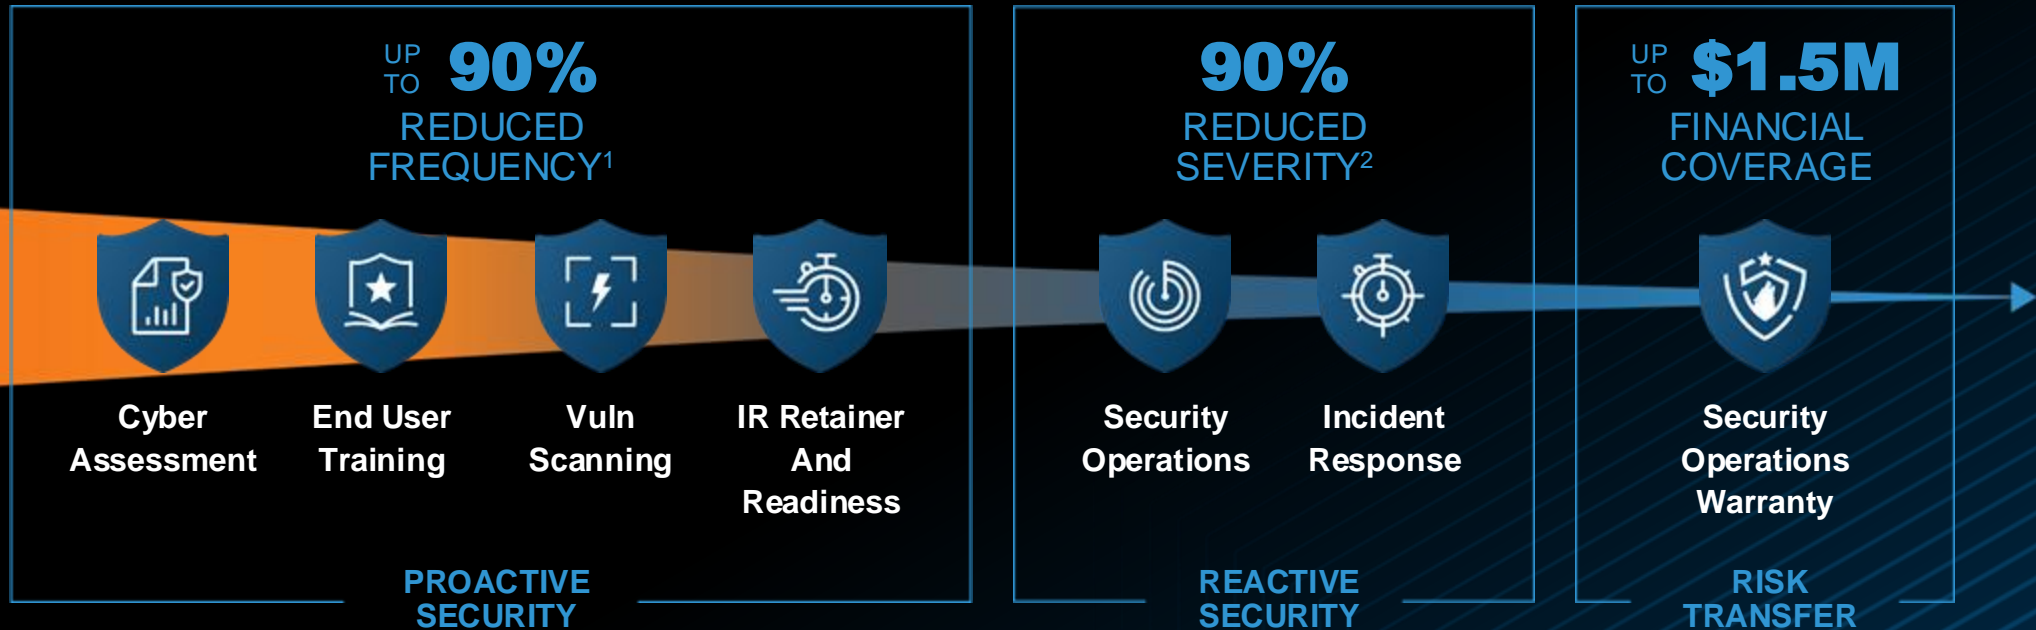 UP
TO 90%
REDUCED
FREQUENCY¹
Cyber
Assessment
End User
Training
Vuln
Scanning
IR Retainer
And
Readiness
PROACTIVE
SECURITY
90%
REDUCED
SEVERITY²
Security
Operations
Incident
Response
REACTIVE
SECURITY
UP
TO $1.5M
FINANCIAL
COVERAGE
Security
Operations
Warranty
RISK
TRANSFER